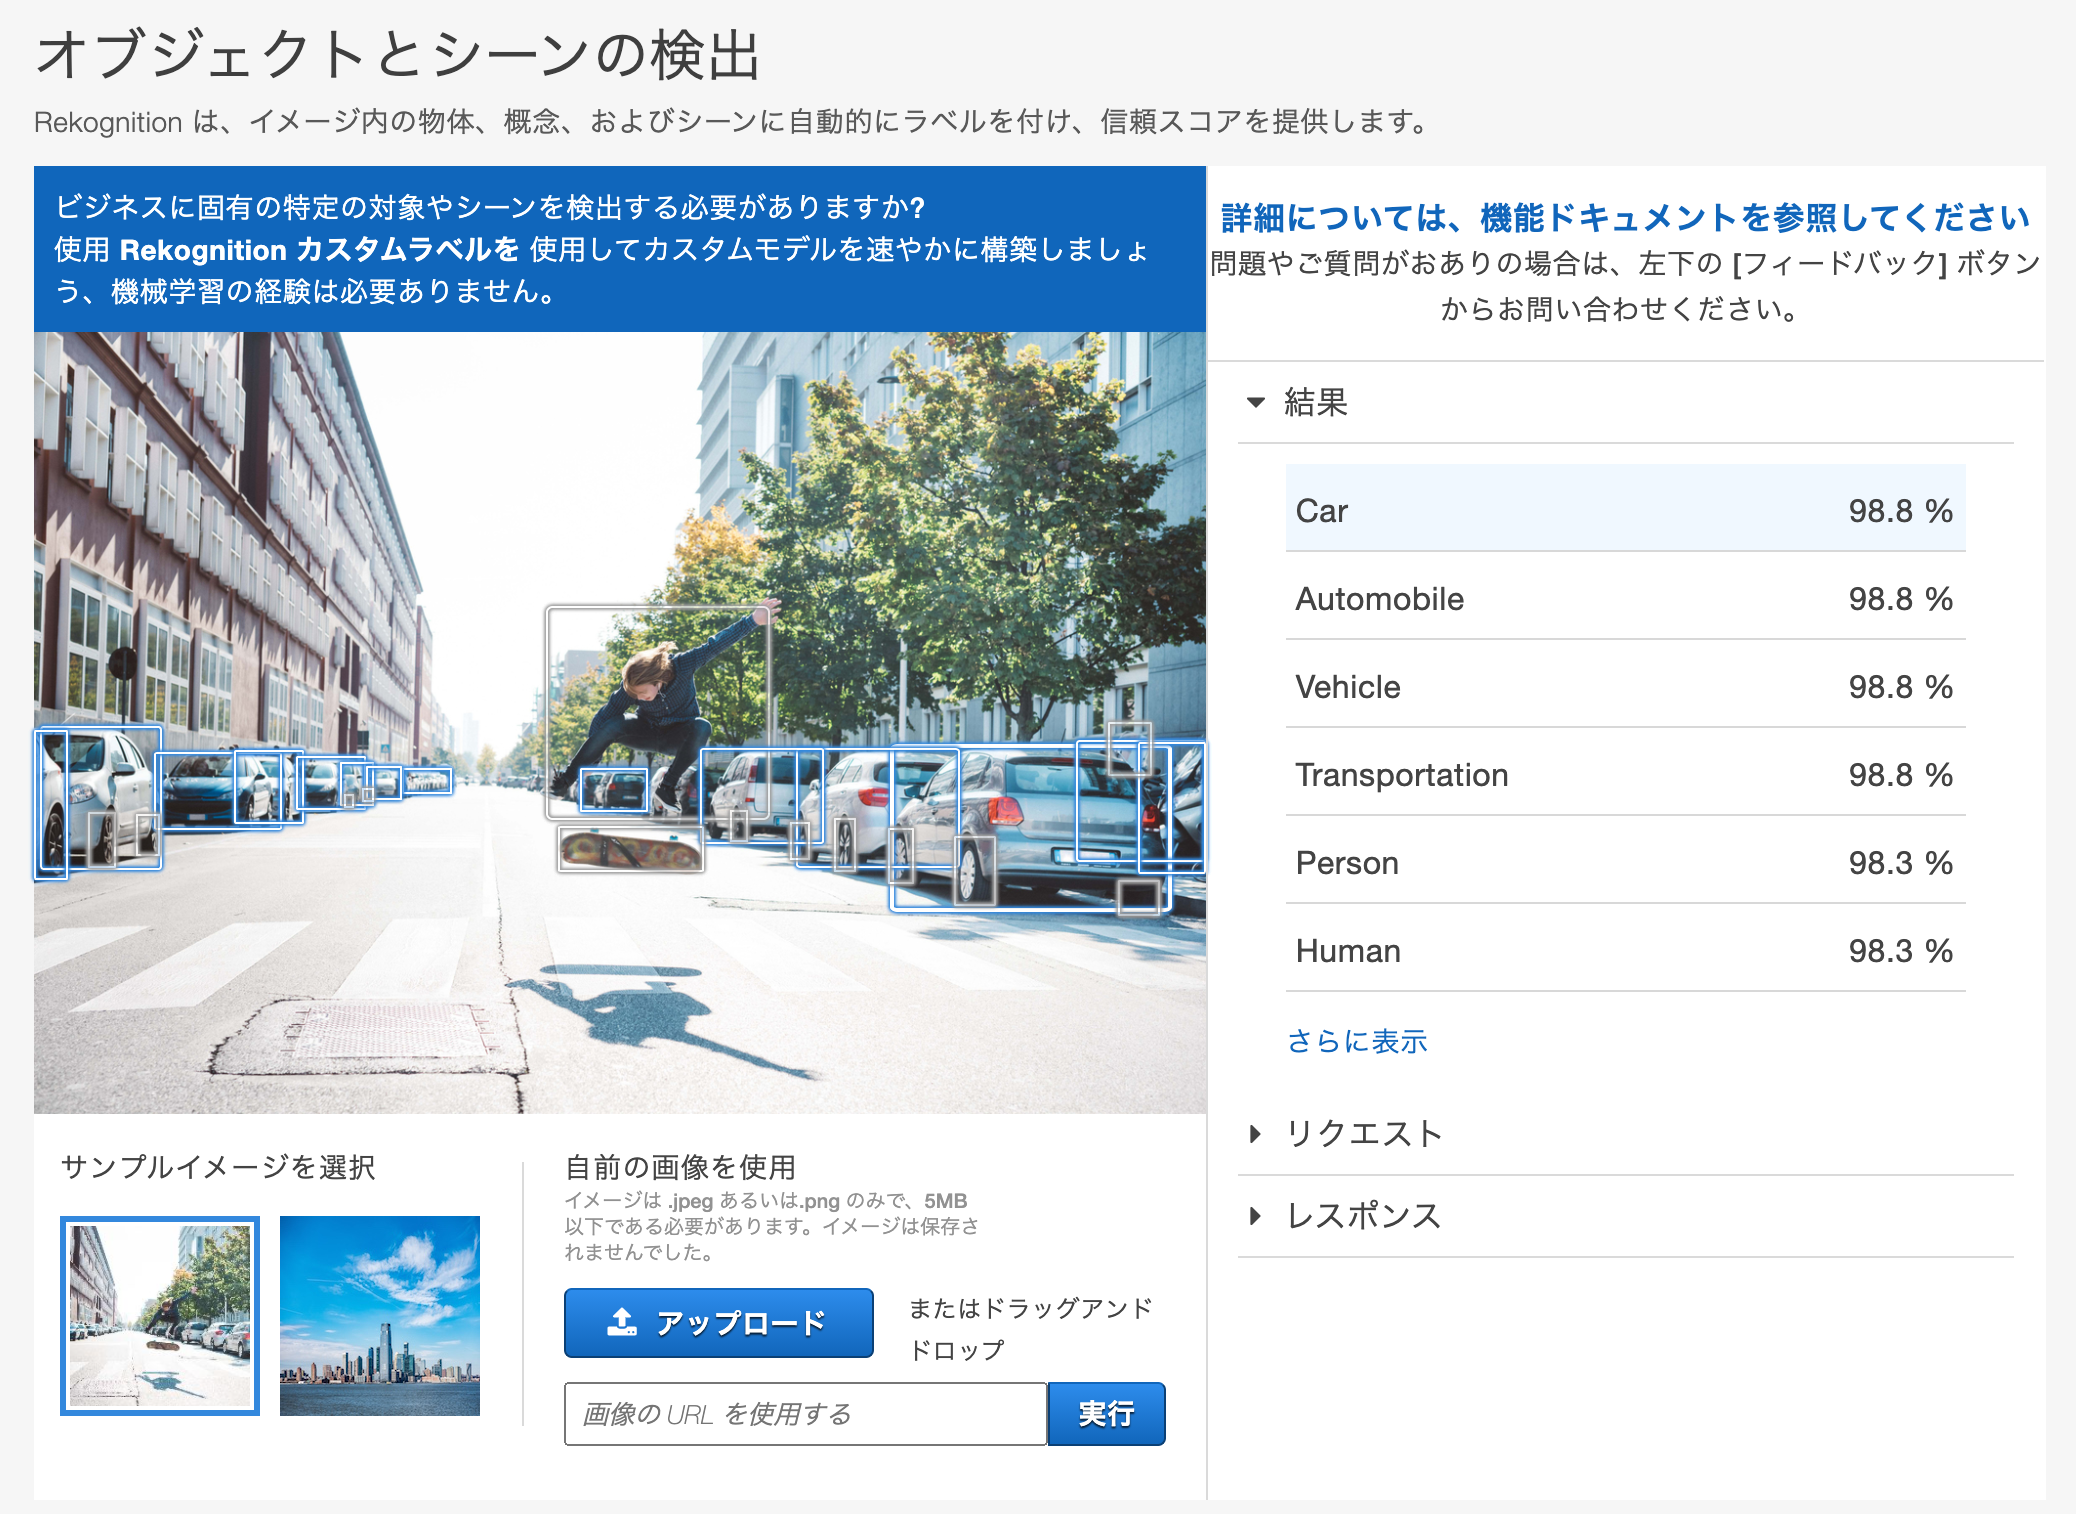 オブジェクトとシーンの検出
Rekognition は、イメージ内の物体、概念、およびシーンに自動的にラベルを付け、信頼スコアを提供します。
ビジネスに固有の特定の対象やシーンを検出する必要がありますか?
使用 Rekognition カスタムラベルを 使用してカスタムモデルを速やかに構築しましょ
う、機械学習の経験は必要ありません。
サンプルイメージを選択
自前の画像を使用
イメージは .jpeg あるいは.png のみで、5MB
以下である必要があります。イメージは保存さ
れませんでした。
アップロード
またはドラッグアンド
ドロップ
画像の URL を使用する
実行
詳細については、機能ドキュメントを参照してください
問題やご質問がおありの場合は、左下の [フィードバック] ボタン
からお問い合わせください。
結果
Car 98.8 %
Automobile 98.8 %
Vehicle 98.8 %
Transportation 98.8 %
Person 98.3 %
Human 98.3 %
さらに表示
リクエスト
レスポンス